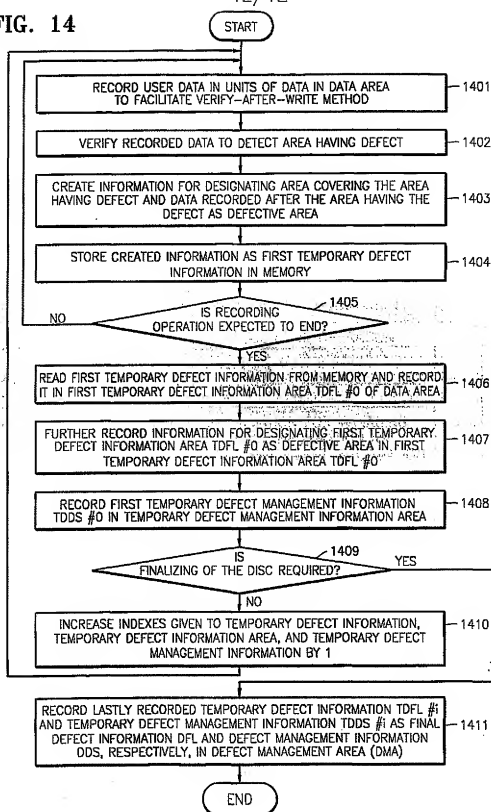 FIG. 14
START
RECORD USER DATA IN UNITS OF DATA IN DATA AREA
TO FACILITATE VERIFY-AFTER-WRITE METHOD
1401
VERIFY RECORDED DATA TO DETECT AREA HAVING DEFECT
1402
CREATE INFORMATION FOR DESIGNATING AREA COVERING THE AREA
HAVING DEFECT AND DATA RECORDED AFTER THE AREA HAVING THE
DEFECT AS DEFECTIVE AREA
1403
STORE CREATED INFORMATION AS FIRST TEMPORARY DEFECT
INFORMATION IN MEMORY
1404
1405
IS RECORDING
OPERATION EXPECTED TO END?
NO
YES
READ FIRST TEMPORARY DEFECT INFORMATION FROM MEMORY AND RECORD
IT IN FIRST TEMPORARY DEFECT INFORMATION AREA TDFL #0 OF DATA AREA
1406
FURTHER RECORD INFORMATION FOR DESIGNATING FIRST TEMPORARY
DEFECT INFORMATION AREA TDFL #0 AS DEFECTIVE AREA IN FIRST
TEMPORARY DEFECT INFORMATION AREA TDFL #0
1407
RECORD FIRST TEMPORARY DEFECT MANAGEMENT INFORMATION
TDDS #0 IN TEMPORARY DEFECT MANAGEMENT INFORMATION AREA
1408
1409
IS
FINALIZING OF THE DISC REQUIRED?
YES
NO
INCREASE INDEXES GIVEN TO TEMPORARY DEFECT INFORMATION,
TEMPORARY DEFECT INFORMATION AREA, AND TEMPORARY DEFECT
MANAGEMENT INFORMATION BY 1
1410
RECORD LASTLY RECORDED TEMPORARY DEFECT INFORMATION TDFL #i
AND TEMPORARY DEFECT MANAGEMENT INFORMATION TDDS #i AS FINAL
DEFECT INFORMATION DFL AND DEFECT MANAGEMENT INFORMATION
DDS, RESPECTIVELY, IN DEFECT MANAGEMENT AREA (DMA)
1411
END